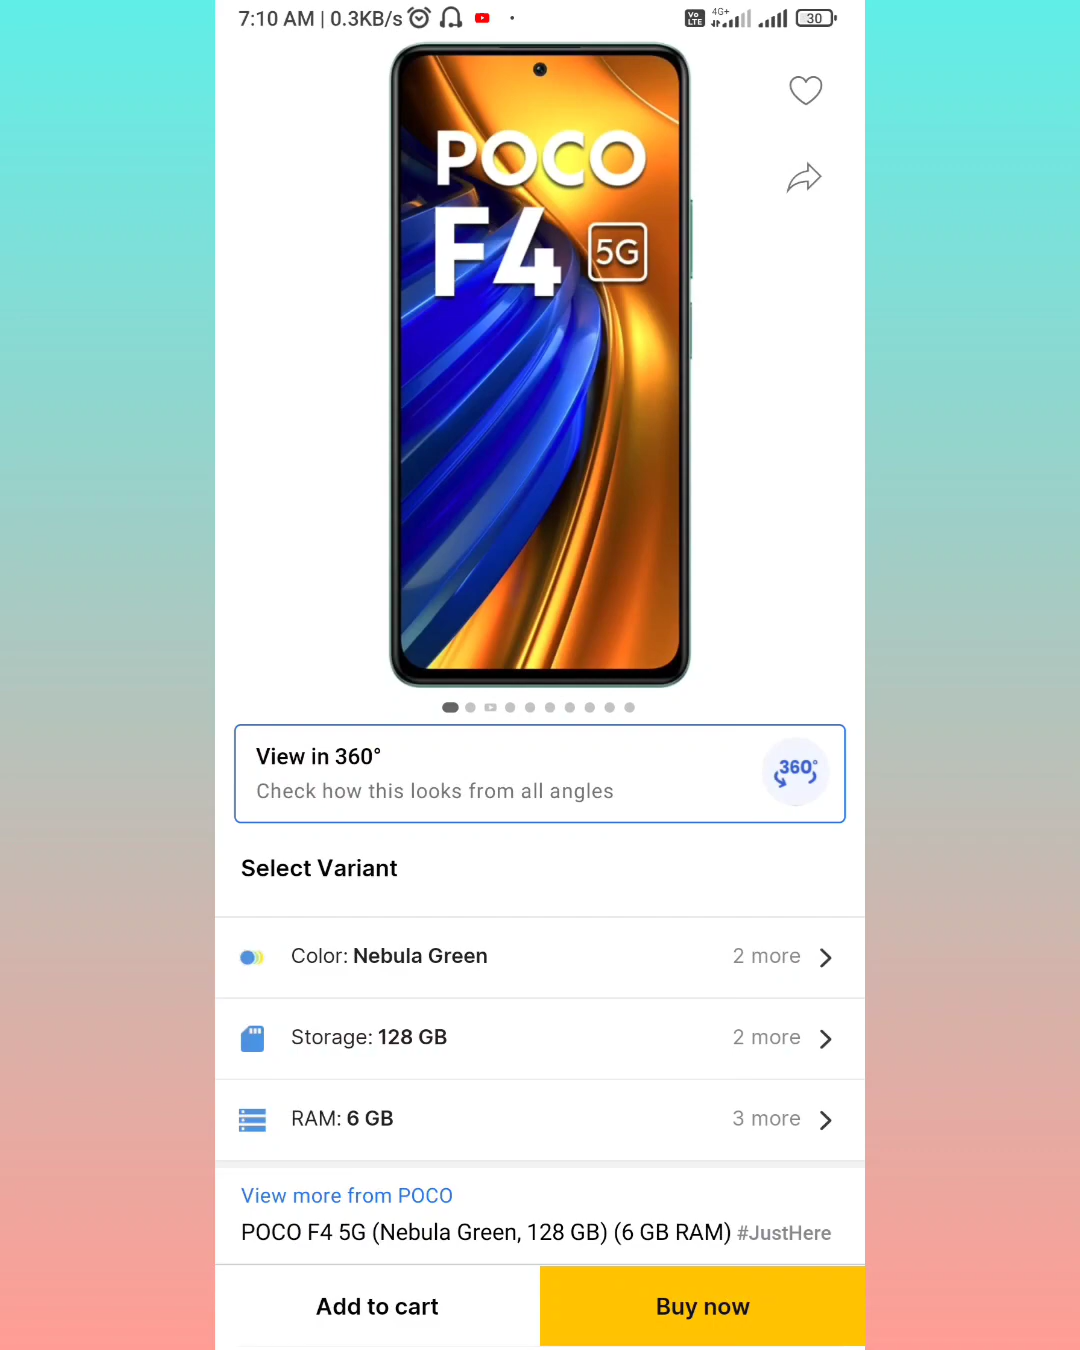 7:10 AM | 0.3KB/s
Vo LTE 4G+ 30
POCO
F4 5G
View in 360°
Check how this looks from all angles
360°
Select Variant
Color: Nebula Green 2 more
Storage: 128 GB 2 more
RAM: 6 GB 3 more
View more from POCO
POCO F4 5G (Nebula Green, 128 GB) (6 GB RAM) #JustHere
Add to cart Buy now